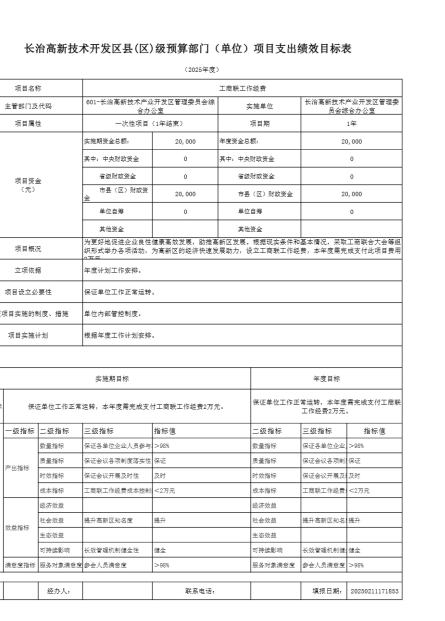 长治高新技术开发区县(区)级预算部门（单位）项目支出绩效目标表
（2025年度）
项目名称 工商联工作经费
主管部门及代码 601-长治高新技术产业开发区管理委员会综合办公室 实施单位 长治高新技术产业开发区管理委员会综合办公室
项目属性 一次性项目（1年结束） 项目期 1年
项目资金（元） 实施期资金总额： 20,000 年度资金总额： 20,000
其中：中央财政资金 0 其中：中央财政资金 0
省级财政资金 0 省级财政资金 0
市县（区）财政资金 20,000 市县（区）财政资金 20,000
单位自筹 0 单位自筹 0
其他资金 其他资金
项目概况 为更好地促进企业良性健康高效发展，助推高新区发展。根据现实条件和基本情况，采取工商联合大会等组
织形式举办各项活动，为高新区的经济快速发展助力，设立工商联工作经费，本年度需完成支付此项目费用
2万元
立项依据 年度计划工作安排。
项目设立必要性 保证单位工作正常运转。
项目实施的制度、措施 单位内部管控制度。
项目实施计划 根据年度工作计划安排。
实施期目标 年度目标
保证单位工作正常运转，本年度需完成支付工商联工作经费2万元。 保证单位工作正常运转，本年度需完成支付工商联工作经费2万元。
一级指标 二级指标 三级指标 指标值 二级指标 三级指标 指标值
产出指标 数量指标 保证各单位企业人员参与 >98% 数量指标 保证各单位企业 >98%
质量指标 保证会议各项制度落实性 保证 质量指标 保证会议各项制 保证
时效指标 保证会议开展及时性 及时 时效指标 保证会议开展及 及时
成本指标 工商联工作经费成本控制 <2万元 成本指标 工商联工作经费 <2万元
效益指标 经济效益 经济效益
社会效益 提升高新区知名度 提升 社会效益 提升高新区知名 提升
生态效益 生态效益
可持续影响 长效管理机制健全性 健全 可持续影响 长效管理机制健 健全
满意度指标 服务对象满意度 参会人员满意度 >98% 服务对象满意度 参会人员满意度 >98%
经办人： 联系电话： 填报日期： 20250211171853